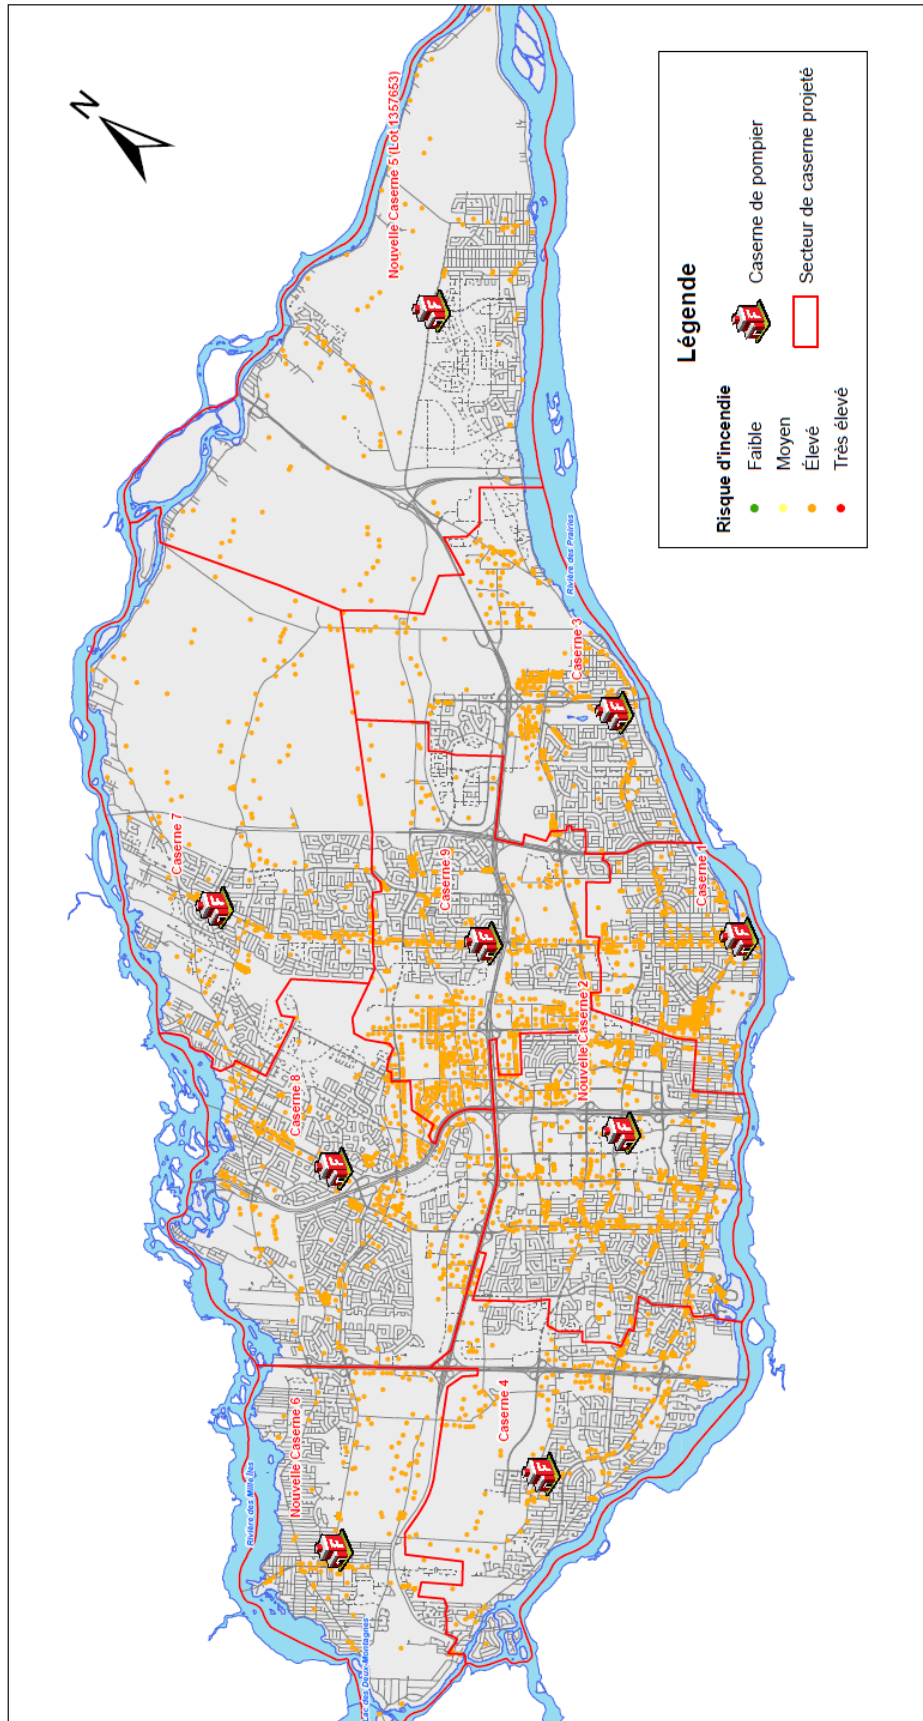 N
Nouvelle Caserne 5 (Lot 1357653)
Légende
Risque d'incendie
Faible
Moyen
Élevé
Très élevé
Caserne de pompier
Secteur de caserne projeté
Rivière des Prairies
Caserne 3
Caserne 7
Caserne 9
Caserne 1
Nouvelle Caserne 2
Caserne 8
Caserne 4
Nouvelle Caserne 6
Rivière des Mille Iles
Lac des Deux-Montagnes